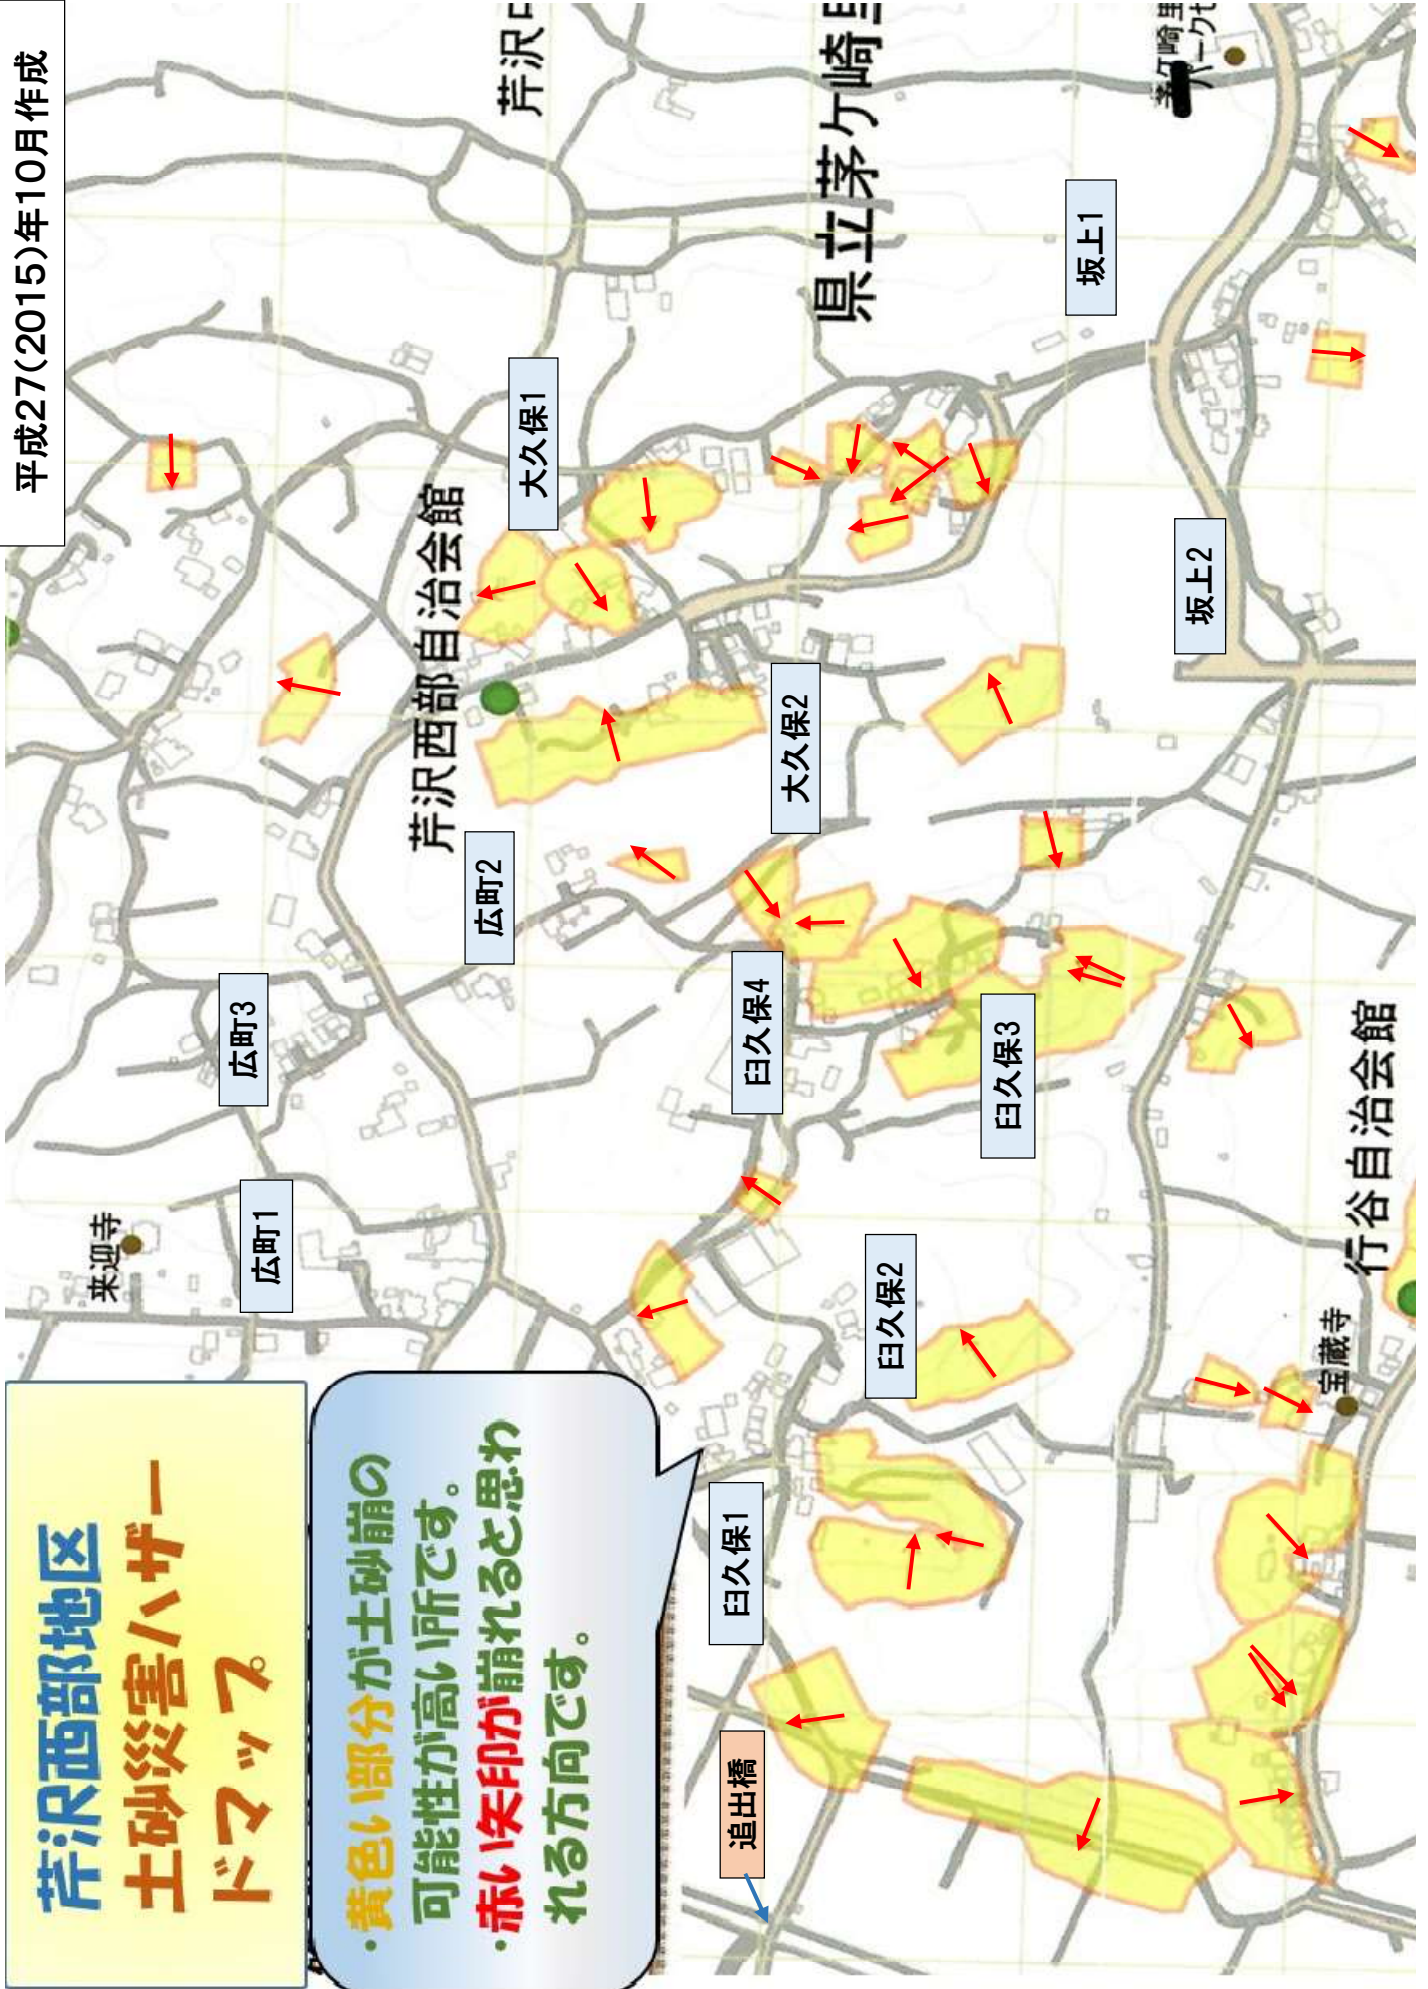 芹沢西部地区
土砂災害ハザー
ドマップ
・黄色い部分が土砂崩の
可能性が高い所です。
・赤い矢印が崩れると思わ
れる方向です。
平成27(2015)年10月作成
来迎寺
広町1
広町3
広町2
芹沢西部自治会館
大久保1
芹沢
大久保2
県立茅ケ崎里
坂上1
坂上2
臼久保4
臼久保3
臼久保2
臼久保1
追出橋
宝蔵寺
行谷自治会館